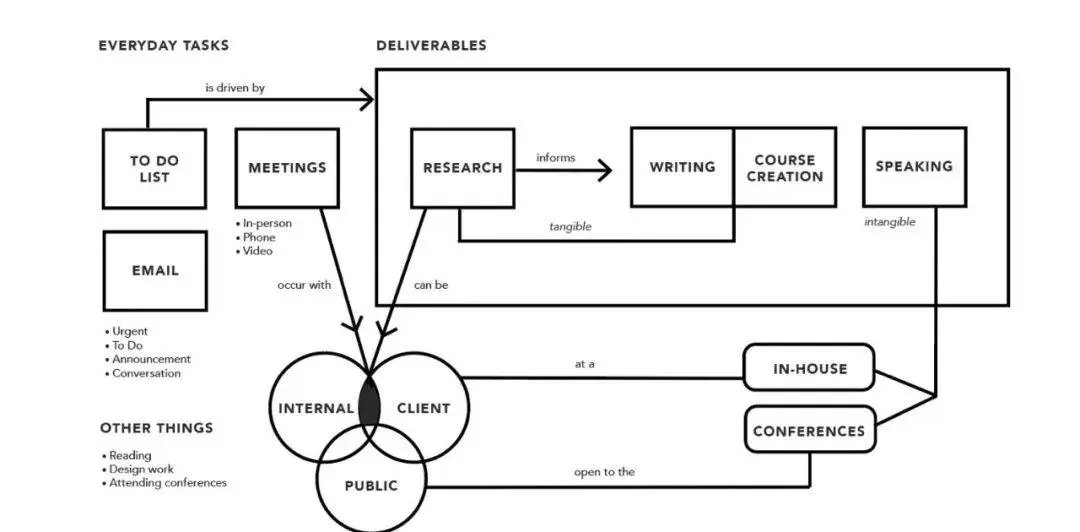 EVERYDAY TASKS
DELIVERABLES
is driven by
TO DO
LIST
MEETINGS
RESEARCH
informs
WRITING
COURSE
CREATION
SPEAKING
• In-person
• Phone
• Video
tangible
intangible
EMAIL
occur with
can be
• Urgent
• To Do
• Announcement
• Conversation
at a
IN-HOUSE
INTERNAL
CLIENT
CONFERENCES
OTHER THINGS
• Reading
• Design work
• Attending conferences
open to the
PUBLIC